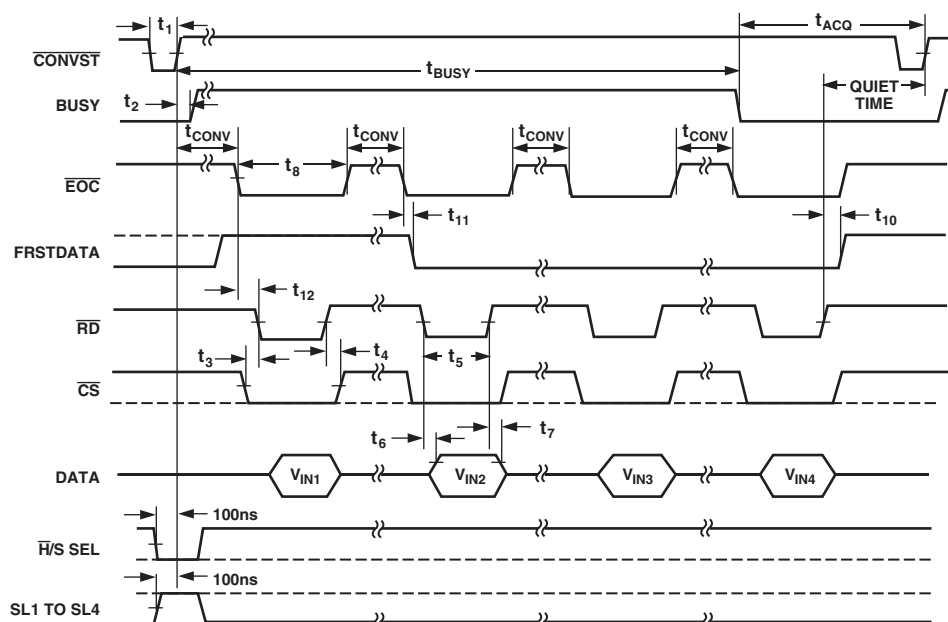 t1
tACQ
CONVST
tBUSY
QUIET
TIME
t2
BUSY
tCONV
tCONV
tCONV
tCONV
t8
EOC
t11
t10
FRSTDATA
t12
RD
t3
t4
t5
CS
t6
t7
DATA
VIN1
VIN2
VIN3
VIN4
100ns
H/S SEL
100ns
SL1 TO SL4